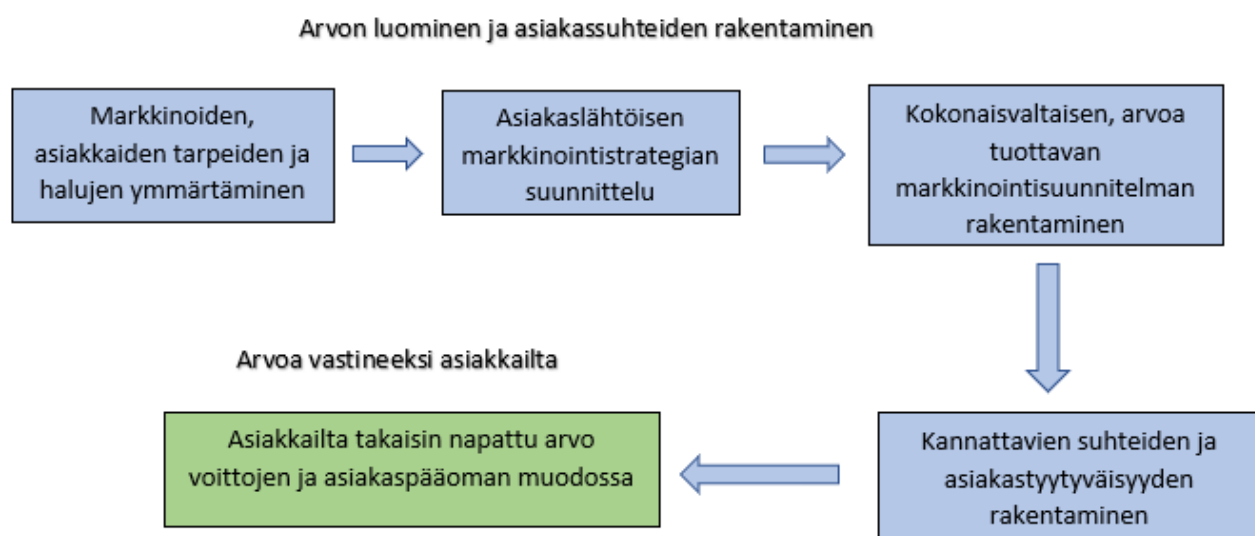 Arvon luominen ja asiakassuhteiden rakentaminen
Markkinoiden,
asiakkaiden tarpeiden ja
halujen ymmärtäminen
Asiakaslähtöisen
markkinointistrategian
suunnittelu
Kokonaisvaltaisen, arvoa
tuottavan
markkinointisuunnitelman
rakentaminen
Arvoa vastineeksi asiakkailta
Asiakkailta takaisin napattu arvo
voittojen ja asiakaspääoman muodossa
Kannattavien suhteiden ja
asiakastyytyväisyyden
rakentaminen